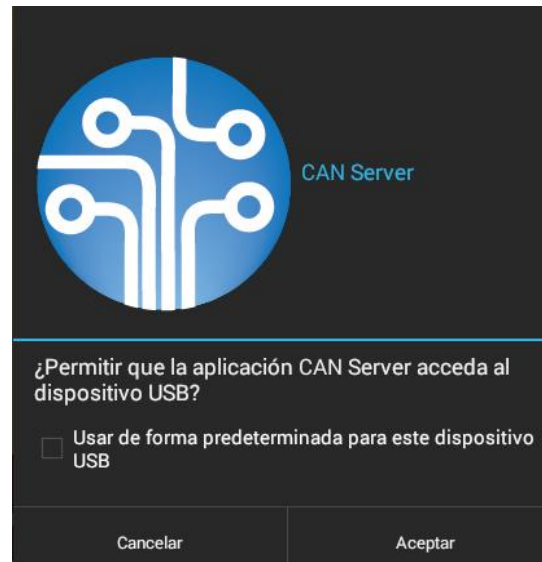 CAN Server
¿Permitir que la aplicación CAN Server acceda al
dispositivo USB?
Usar de forma predeterminada para este dispositivo
USB
Cancelar
Aceptar